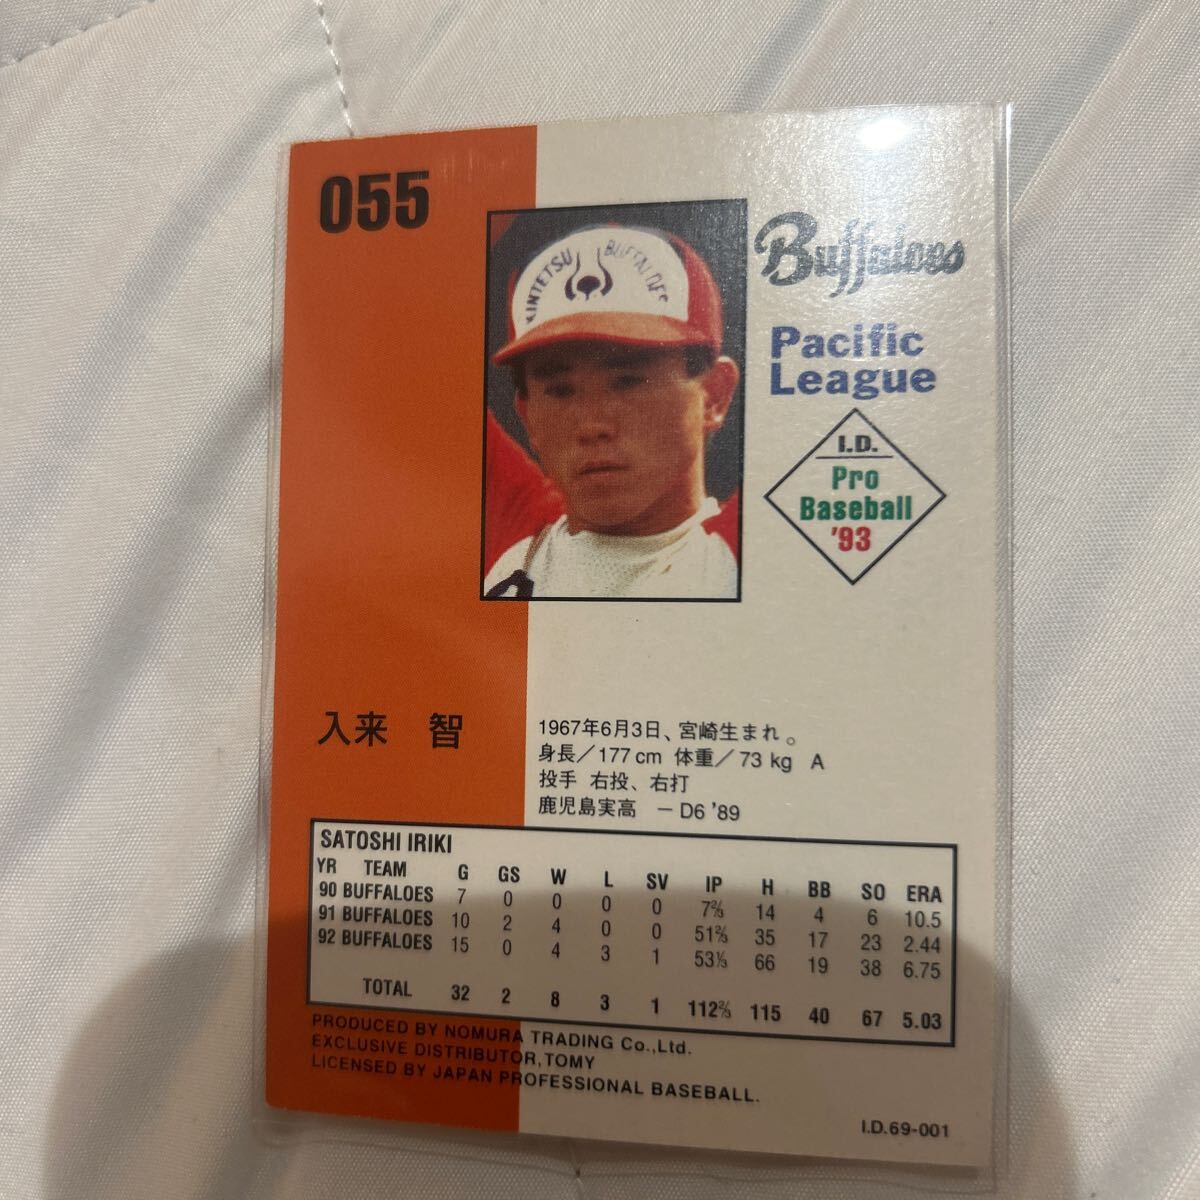 055
KINTETSU BUFFALOES
Buffaloes
Pacific
League
I.D.
Pro
Baseball
'93
入来 智
1967年6月3日、宮崎生まれ。
身長／177cm 体重／73kg A
投手 右投、右打
鹿児島実高 －D6 '89
SATOSHI IRIKI
YR TEAM G GS W L SV IP H BB SO ERA
90 BUFFALOES 7 0 0 0 0 7⅔ 14 4 6 10.5
91 BUFFALOES 10 2 4 0 0 51⅔ 35 17 23 2.44
92 BUFFALOES 15 0 4 3 1 53⅓ 66 19 38 6.75
TOTAL 32 2 8 3 1 112⅔ 115 40 67 5.03
PRODUCED BY NOMURA TRADING Co.,Ltd.
EXCLUSIVE DISTRIBUTOR,TOMY
LICENSED BY JAPAN PROFESSIONAL BASEBALL.
I.D.69-001